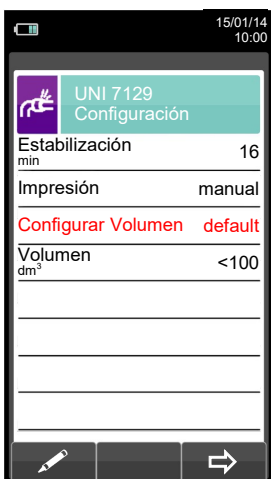 15/01/14
10:00
UNI 7129
Configuración
Estabilización 16
min
Impresión manual
Configurar Volumen default
Volumen <100
dm³